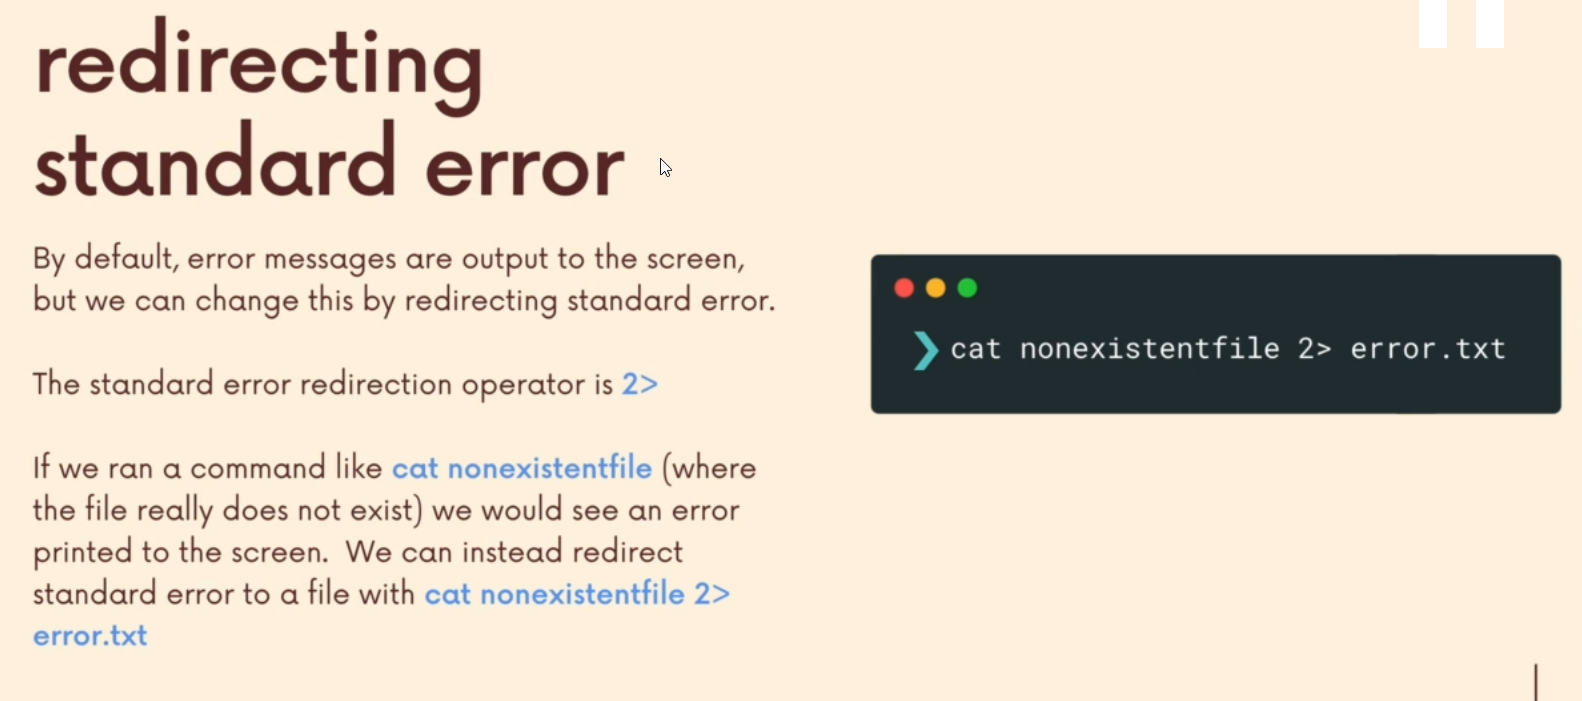 redirecting
standard error
By default, error messages are output to the screen,
but we can change this by redirecting standard error.
The standard error redirection operator is 2>
If we ran a command like cat nonexistentfile (where
the file really does not exist) we would see an error
printed to the screen.  We can instead redirect
standard error to a file with cat nonexistentfile 2>
error.txt
❯ cat nonexistentfile 2> error.txt